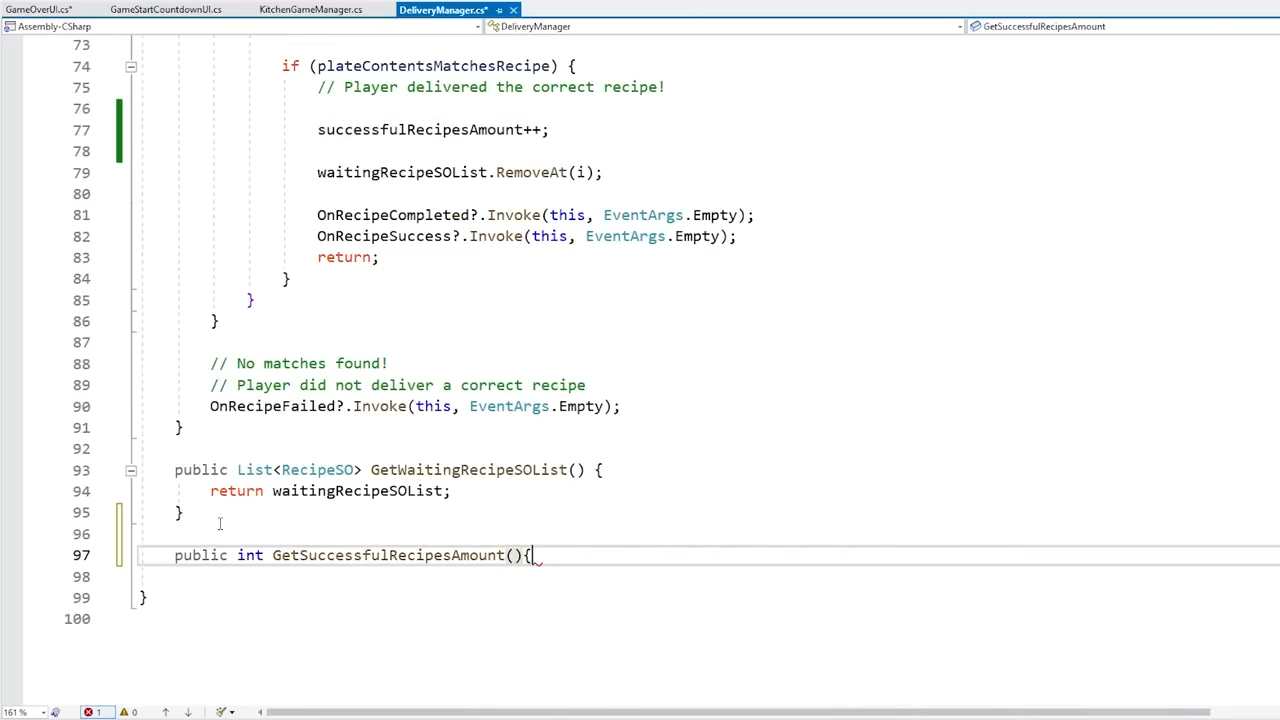 GameOverUI.cs* GameStartCountdownUI.cs KitchenGameManager.cs DeliveryManager.cs*
Assembly-CSharp DeliveryManager GetSuccessfulRecipesAmount
73
74 if (plateContentsMatchesRecipe) {
75 // Player delivered the correct recipe!
76
77 successfulRecipesAmount++;
78
79 waitingRecipeSOList.RemoveAt(i);
80
81 OnRecipeCompleted?.Invoke(this, EventArgs.Empty);
82 OnRecipeSuccess?.Invoke(this, EventArgs.Empty);
83 return;
84 }
85 }
86 }
87
88 // No matches found!
89 // Player did not deliver a correct recipe
90 OnRecipeFailed?.Invoke(this, EventArgs.Empty);
91 }
92
93 public List<RecipeSO> GetWaitingRecipeSOList() {
94 return waitingRecipeSOList;
95 }
96
97 public int GetSuccessfulRecipesAmount(){
98
99 }
100
161 % 1 0